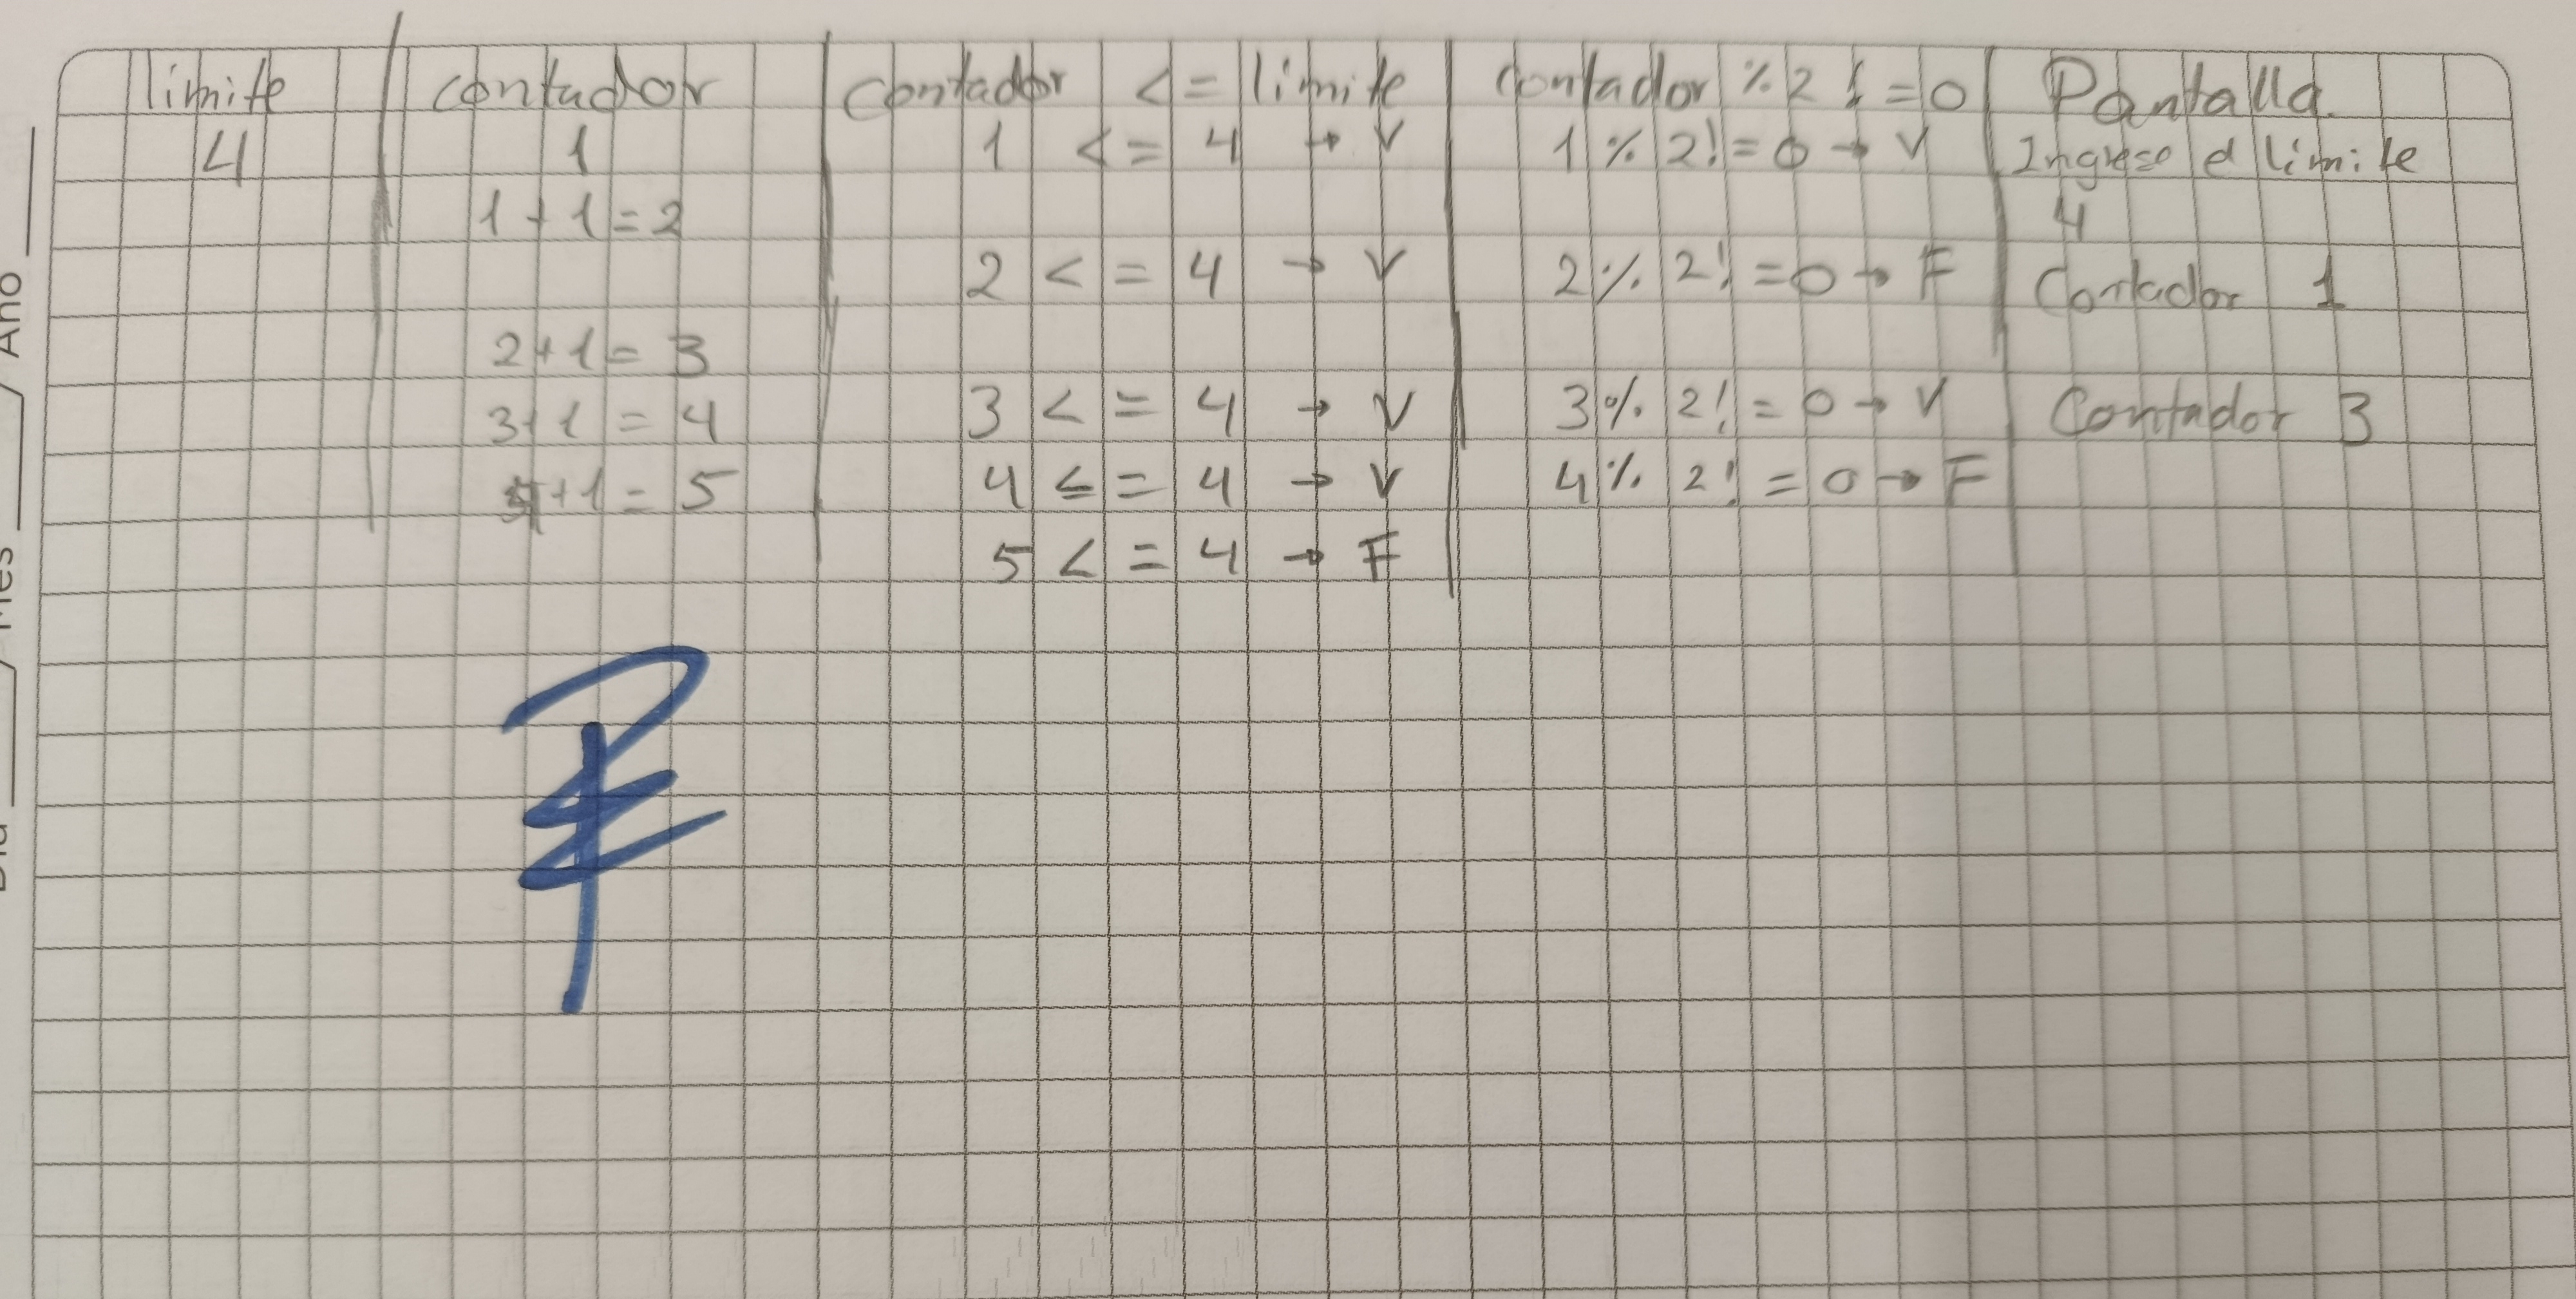 limite contador contador <= limite contador % 2 != 0 Pantalla
4 1 1 <= 4 → V 1 % 2 != 0 → V Ingrese el limite
1 + 1 = 2 4
2 <= 4 → V 2 % 2 != 0 → F Contador 1
2 + 1 = 3
3 + 1 = 4 3 <= 4 → V 3 % 2 != 0 → V Contador 3
4 + 1 = 5 4 <= 4 → V 4 % 2 != 0 → F
5 <= 4 → F
Mes / Año